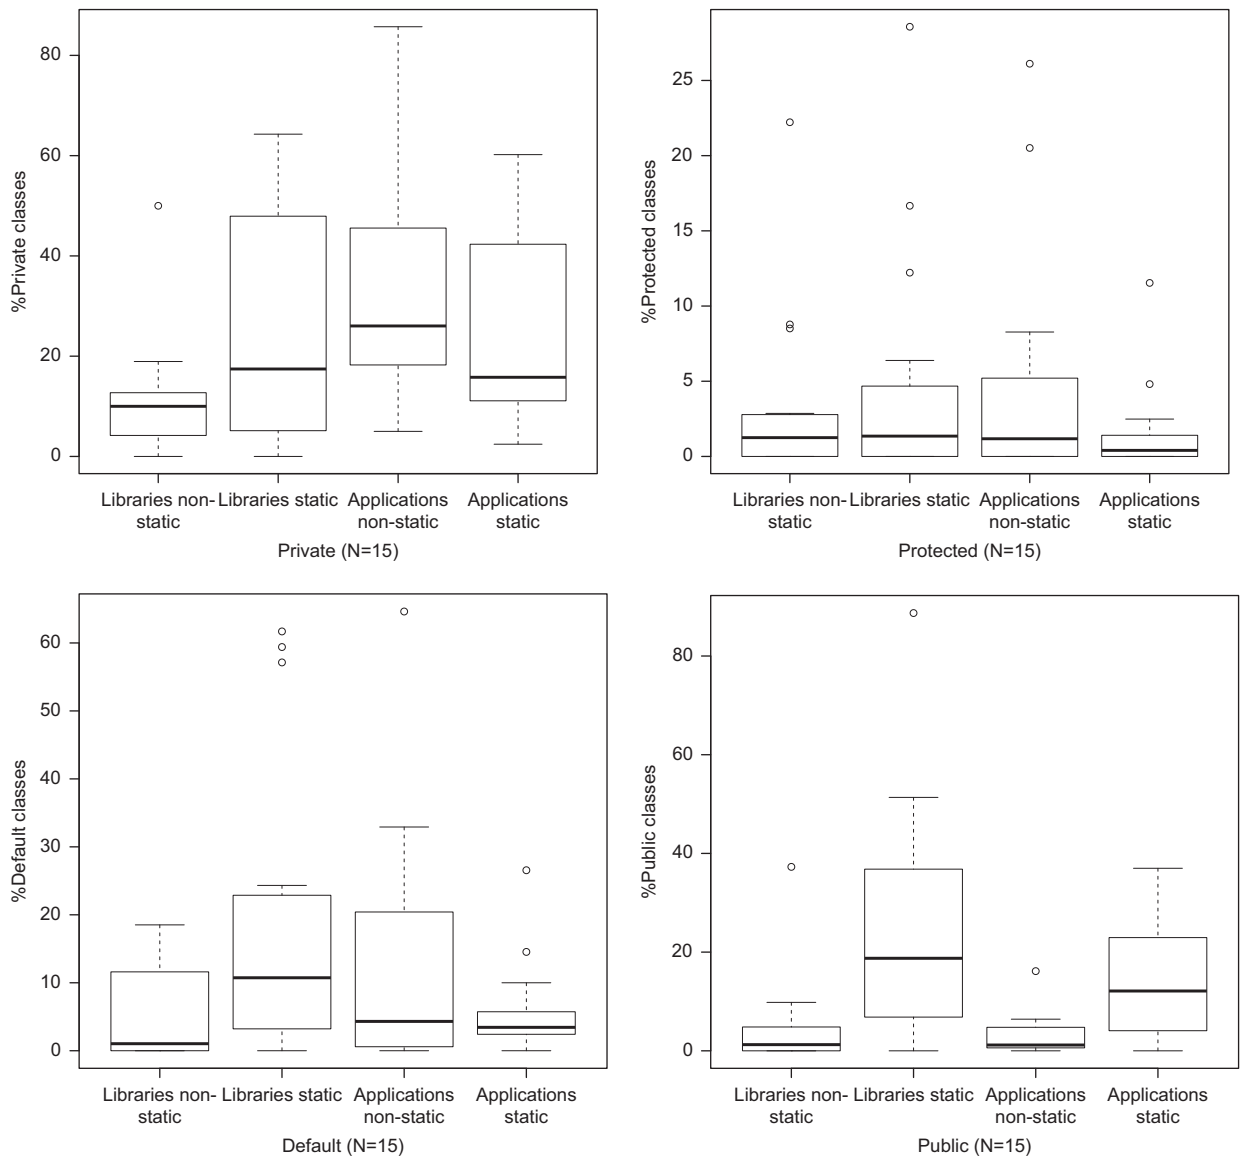 %Private classes
80
60
40
20
0
Libraries non-static
Libraries static
Applications non-static
Applications static
Private (N=15)
%Protected classes
25
20
15
10
5
0
Libraries non-static
Libraries static
Applications non-static
Applications static
Protected (N=15)
%Default classes
60
50
40
30
20
10
0
Libraries non-static
Libraries static
Applications non-static
Applications static
Default (N=15)
%Public classes
80
60
40
20
0
Libraries non-static
Libraries static
Applications non-static
Applications static
Public (N=15)